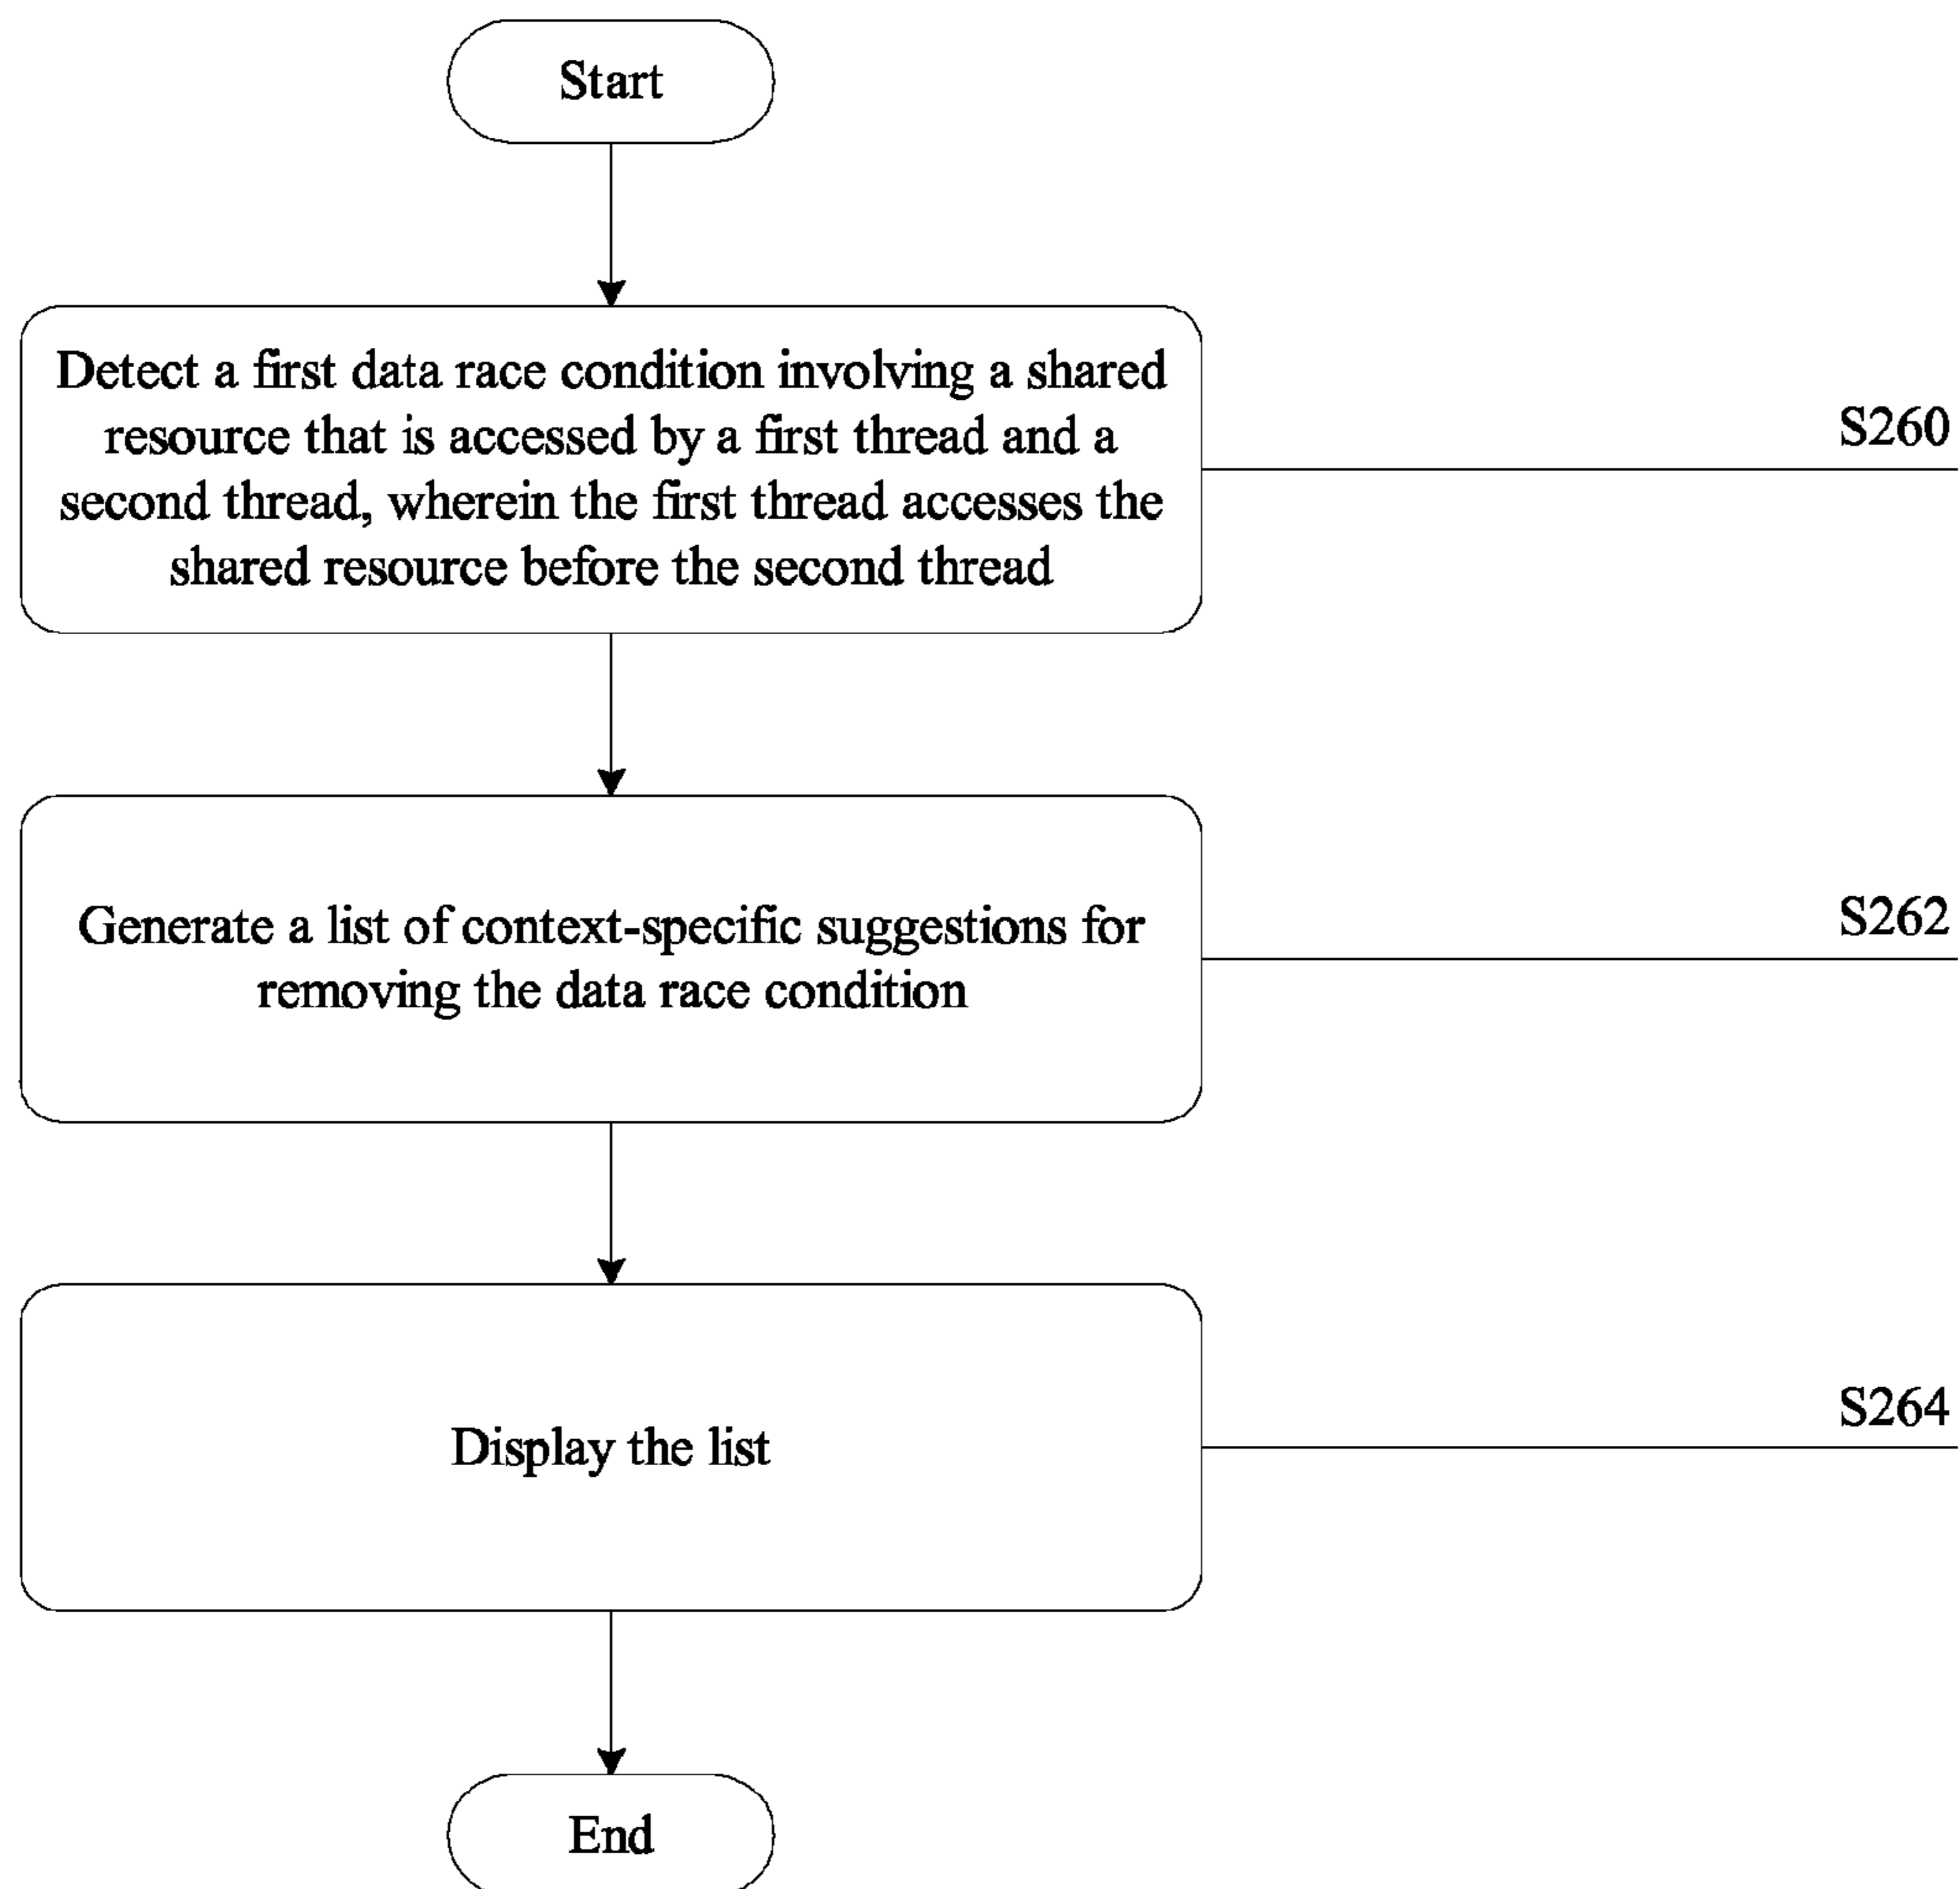 Start
Detect a first data race condition involving a shared
resource that is accessed by a first thread and a
second thread, wherein the first thread accesses the
shared resource before the second thread
S260
Generate a list of context-specific suggestions for
removing the data race condition
S262
Display the list
S264
End